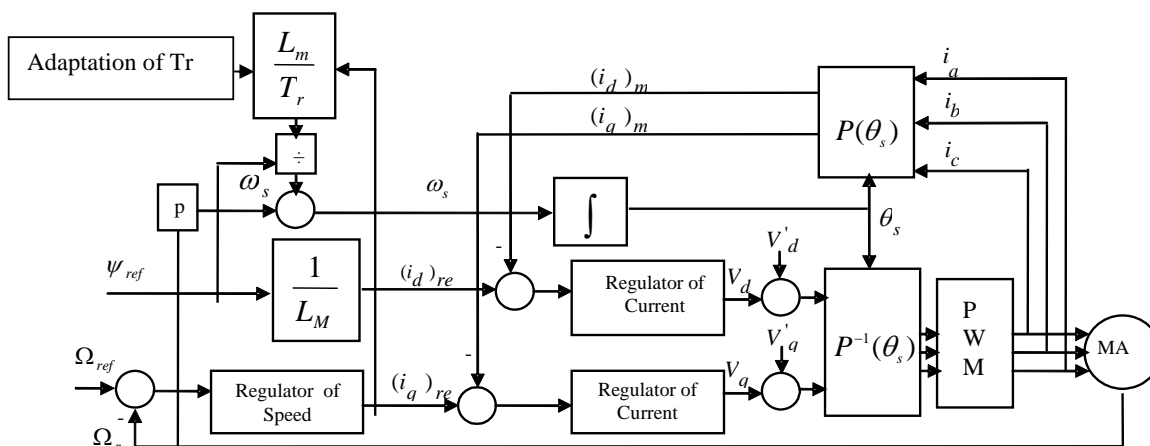 Adaptation of Tr
L_m
T_r
÷
ω_s
p
ω_s
∫
(i_d)_m
(i_q)_m
P(θ_s)
i_a
i_b
i_c
θ_s
ψ_ref
1
L_M
(i_d)_re
-
Regulator of
Current
V_d
V'_d
P⁻¹(θ_s)
P
W
M
MA
Ω_ref
-
Regulator of
Speed
(i_q)_re
-
Regulator of
Current
V_q
V'_q